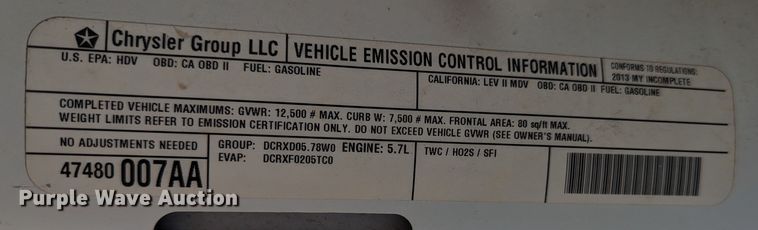 Chrysler Group LLC
VEHICLE EMISSION CONTROL INFORMATION
CONFORMS TO REGULATIONS:
2013 MY INCOMPLETE
U.S. EPA: HDV OBD: CA OBD II FUEL: GASOLINE
CALIFORNIA: LEV II MDV OBD: CA OBD II FUEL: GASOLINE
COMPLETED VEHICLE MAXIMUMS: GVWR: 12,500 # MAX. CURB W: 7,500 # MAX. FRONTAL AREA: 80 sq/ft MAX.
WEIGHT LIMITS REFER TO EMISSION CERTIFICATION ONLY. DO NOT EXCEED VEHICLE GVWR (SEE OWNER'S MANUAL).
NO ADJUSTMENTS NEEDED
47480 007AA
GROUP: DCRXD05.78W0 ENGINE: 5.7L
EVAP: DCRXF0205TC0
TWC / HO2S / SFI
Purple Wave Auction
Purple Wave Auction